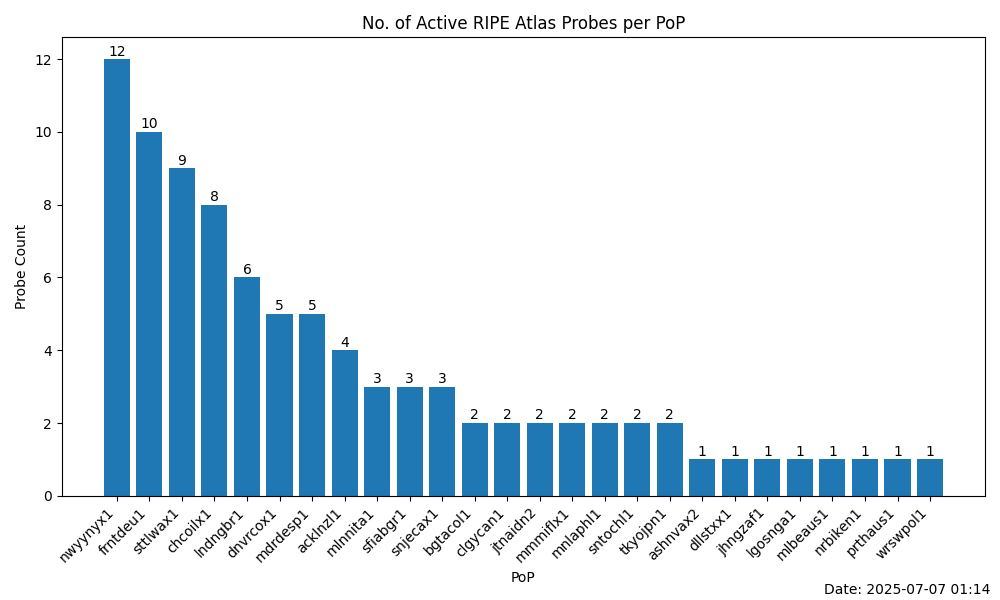 No. of Active RIPE Atlas Probes per PoP
Probe Count
12
10
8
6
4
2
0
12
10
9
8
6
5
5
4
3
3
3
2
2
2
2
2
2
2
1
1
1
1
1
1
1
1
nwyynyx1
frntdeu1
sttlwax1
chcoilx1
lndngbr1
dnvrcox1
mdrdesp1
acklnzl1
mlnnita1
sfiabgr1
snjecax1
bgtacol1
clgycan1
jtnaidn2
mmmiflx1
mnlaphl1
sntochl1
tkyojpn1
ashnvax2
dllstxx1
jhngzaf1
lgosnga1
mlbeaus1
nrbiken1
prthaus1
wrswpol1
PoP
Date: 2025-07-07 01:14